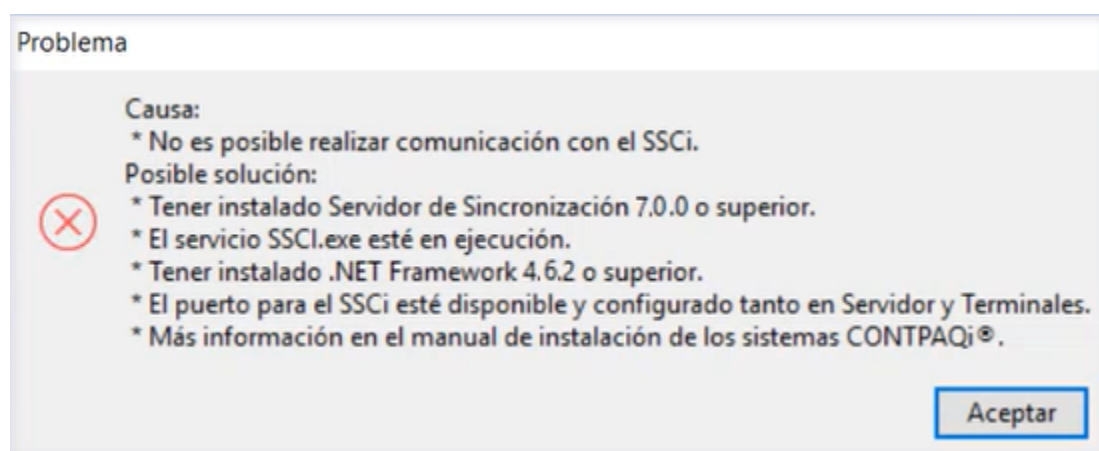 Problema
Causa:
* No es posible realizar comunicación con el SSCi.
Posible solución:
* Tener instalado Servidor de Sincronización 7.0.0 o superior.
* El servicio SSCI.exe esté en ejecución.
* Tener instalado .NET Framework 4.6.2 o superior.
* El puerto para el SSCi esté disponible y configurado tanto en Servidor y Terminales.
* Más información en el manual de instalación de los sistemas CONTPAQi®.
Aceptar